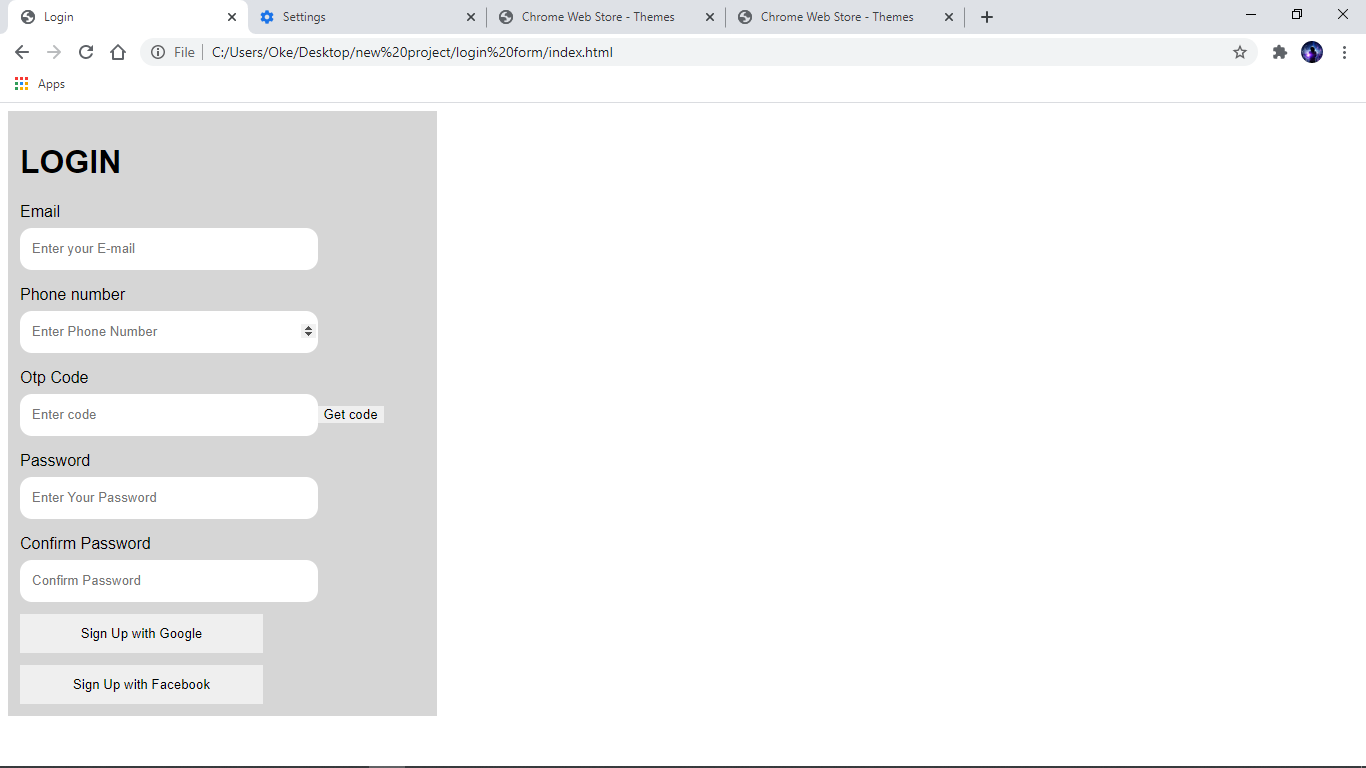 Login
Settings
Chrome Web Store - Themes
Chrome Web Store - Themes
File
C:/Users/Oke/Desktop/new%20project/login%20form/index.html
Apps
LOGIN
Email
Enter your E-mail
Phone number
Enter Phone Number
Otp Code
Enter code
Get code
Password
Enter Your Password
Confirm Password
Confirm Password
Sign Up with Google
Sign Up with Facebook